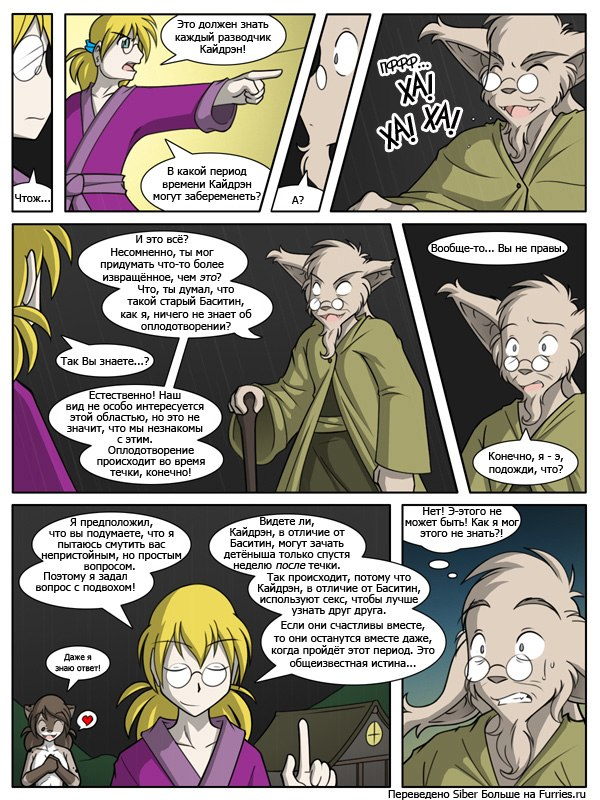 Чтож...
Это должен знать
каждый разводчик
Кайдрэн!
В какой период
времени Кайдрэн
могут забеременеть?
А?
ПФФФ...
ХА!
ХА! ХА!
И это всё?
Несомненно, ты мог
придумать что-то более
извращённое, чем это?
Что, ты думал, что
такой старый Баситин,
как я, ничего не знает об
оплодотворении?
Так Вы знаете...?
Естественно! Наш
вид не особо интересуется
этой областью, но это не
значит, что мы незнакомы
с этим.
Оплодотворение
происходит во время
течки, конечно!
Вообще-то... Вы не правы.
Конечно, я - э,
подожди, что?
Я предположил,
что вы подумаете, что я
пытаюсь смутить вас
непристойным, но простым
вопросом.
Поэтому я задал
вопрос с подвохом!
Видете ли,
Кайдрэн, в отличие от
Баситин, могут зачать
детёныша только спустя
неделю после течки.
Так происходит, потому что
Кайдрэн, в отличие от Баситин,
используют секс, чтобы лучше
узнать друг друга.
Если они счастливы вместе,
то они останутся вместе даже,
когда пройдёт этот период. Это
общеизвестная истина...
Даже я
знаю ответ!
Нет! Э-этого не
может быть! Как я мог
этого не знать?!
Переведено Siber Больше на Furries.ru